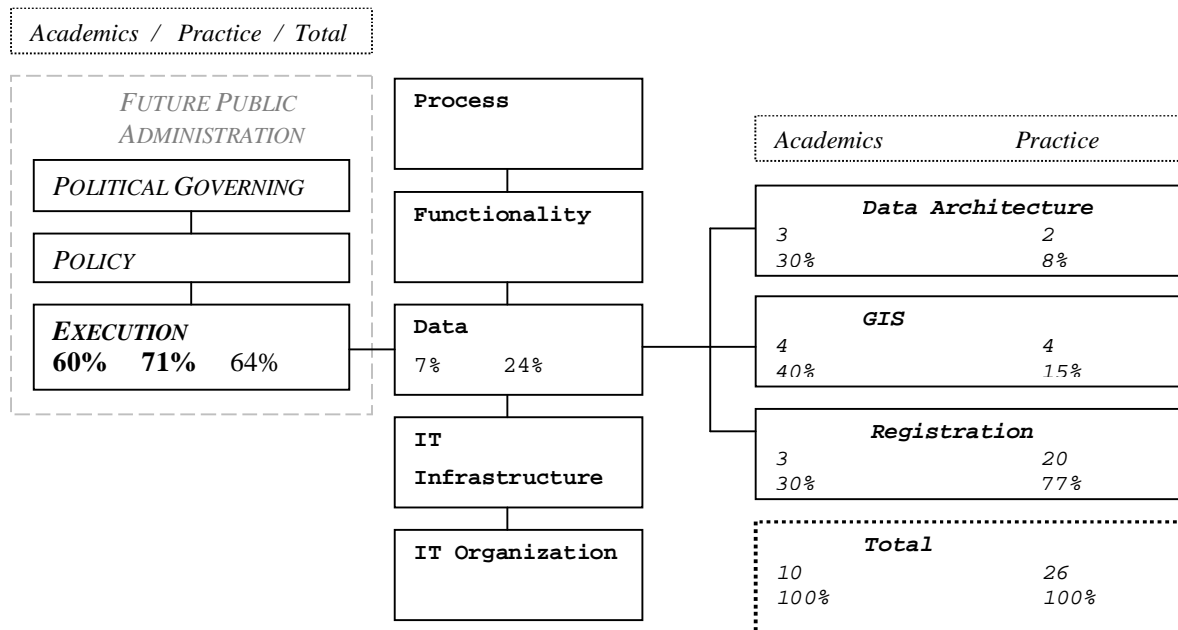 Academics / Practice / Total
FUTURE PUBLIC
ADMINISTRATION
POLITICAL GOVERNING
POLICY
EXECUTION
60% 71% 64%
Process
Functionality
Data
7% 24%
IT
Infrastructure
IT Organization
Academics Practice
Data Architecture
3 2
30% 8%
GIS
4 4
40% 15%
Registration
3 20
30% 77%
Total
10 26
100% 100%